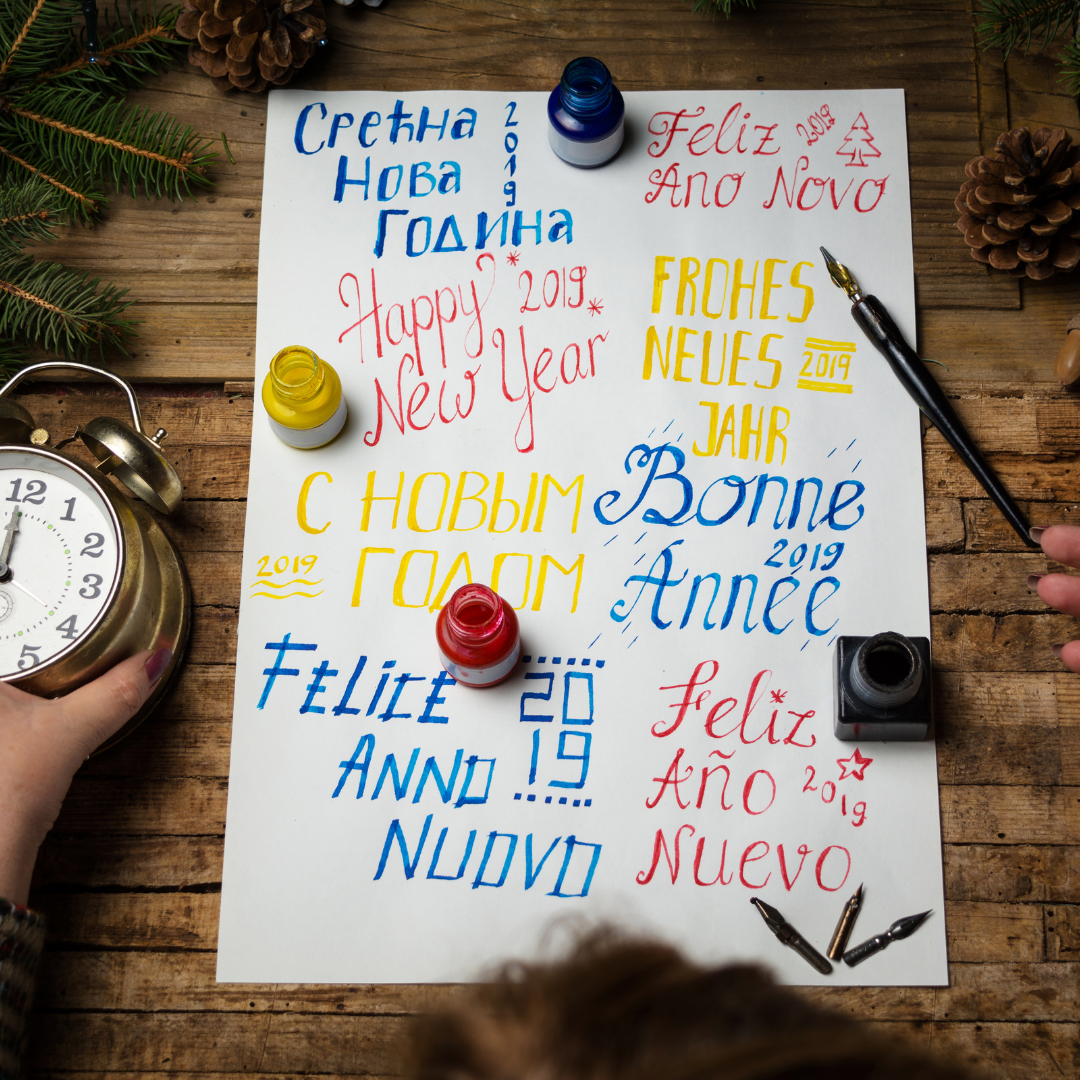 Срећна 2019
Нова
Година
Feliz 2019
Ano Novo
Happy 2019
New Year
FROHES
NEUES 2019
JAHR
С НОВЫМ
2019 ГОДОМ
Bonne
2019
Année
FELICE 20
ANNO 19
NUOVO
Feliz
Año 2019
Nuevo
12
1
2
3
4
5